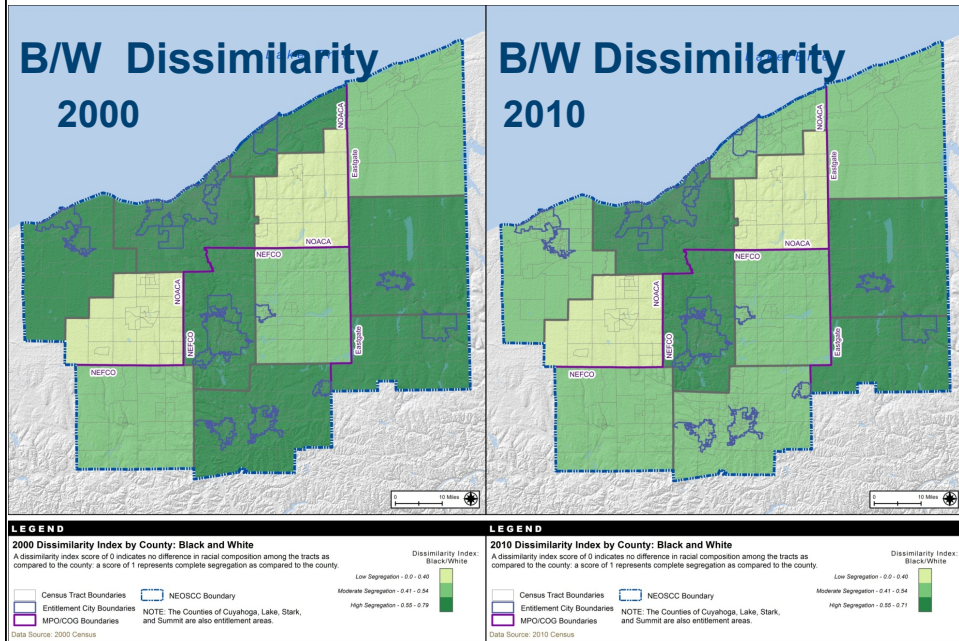 B/W Dissimilarity
2000
Lake Erie
NOACA
Eastgate
NOACA
NEFCO
NOACA
NEFCO
NEFCO
Eastgate
0 10 Miles
LEGEND
2000 Dissimilarity Index by County: Black and White
A dissimilarity index score of 0 indicates no difference in racial composition among the tracts as
compared to the county: a score of 1 represents complete segregation as compared to the county.
Dissimilarity Index:
Black/White
Low Segregation - 0.0 - 0.40
Moderate Segregation - 0.41 - 0.54
High Segregation - 0.55 - 0.79
Census Tract Boundaries
Entitlement City Boundaries
MPO/COG Boundaries
NEOSCC Boundary
NOTE: The Counties of Cuyahoga, Lake, Stark,
and Summit are also entitlement areas.
Data Source: 2000 Census
B/W Dissimilarity
2010
Lake Erie
NOACA
Eastgate
NOACA
NEFCO
NOACA
NEFCO
NEFCO
Eastgate
0 10 Miles
LEGEND
2010 Dissimilarity Index by County: Black and White
A dissimilarity index score of 0 indicates no difference in racial composition among the tracts as
compared to the county: a score of 1 represents complete segregation as compared to the county.
Dissimilarity Index:
Black/White
Low Segregation - 0.0 - 0.40
Moderate Segregation - 0.41 - 0.54
High Segregation - 0.55 - 0.71
Census Tract Boundaries
Entitlement City Boundaries
MPO/COG Boundaries
NEOSCC Boundary
NOTE: The Counties of Cuyahoga, Lake, Stark,
and Summit are also entitlement areas.
Data Source: 2010 Census